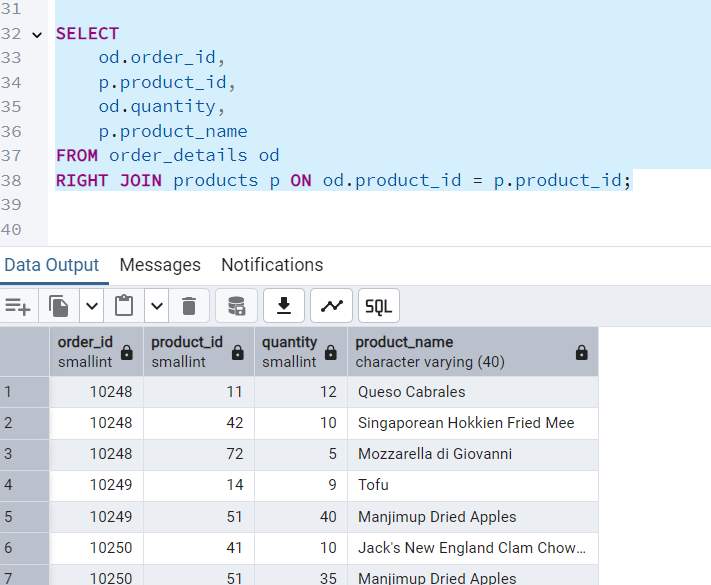 31
32 SELECT
33 od.order_id,
34 p.product_id,
35 od.quantity,
36 p.product_name
37 FROM order_details od
38 RIGHT JOIN products p ON od.product_id = p.product_id;
39
40
Data Output Messages Notifications
SQL
order_id product_id quantity product_name
smallint smallint smallint character varying (40)
1 10248 11 12 Queso Cabrales
2 10248 42 10 Singaporean Hokkien Fried Mee
3 10248 72 5 Mozzarella di Giovanni
4 10249 14 9 Tofu
5 10249 51 40 Manjimup Dried Apples
6 10250 41 10 Jack's New England Clam Chow…
7 10250 51 35 Manjimup Dried Apples